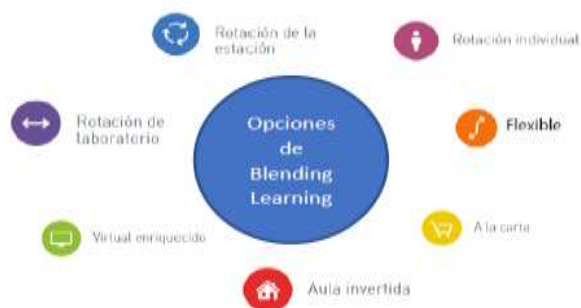 Rotación de la
estación
Rotación individual
Rotación de
laboratorio
Opciones
de
Blending
Learning
Flexible
Virtual enriquecido
A la carta
Aula invertida